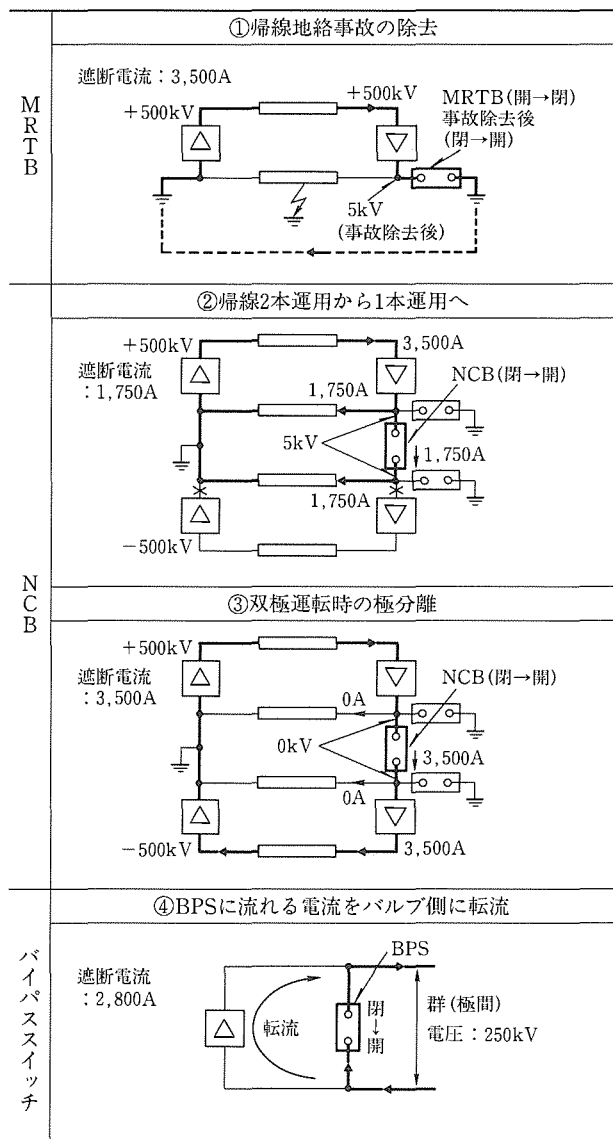 ①帰線地絡事故の除去
MRTB
遮断電流：3,500A
+500kV
+500kV
MRTB(開→閉)
事故除去後
(閉→開)
5kV
(事故除去後)
NCB
②帰線2本運用から1本運用へ
+500kV
3,500A
遮断電流
：1,750A
1,750A
NCB(閉→開)
5kV
1,750A
1,750A
−500kV
③双極運転時の極分離
+500kV
遮断電流
：3,500A
0A
NCB(閉→開)
0kV
3,500A
0A
−500kV
3,500A
バイパススイッチ
④BPSに流れる電流をバルブ側に転流
BPS
遮断電流
：2,800A
転流
閉→開
群(極間)
電圧：250kV